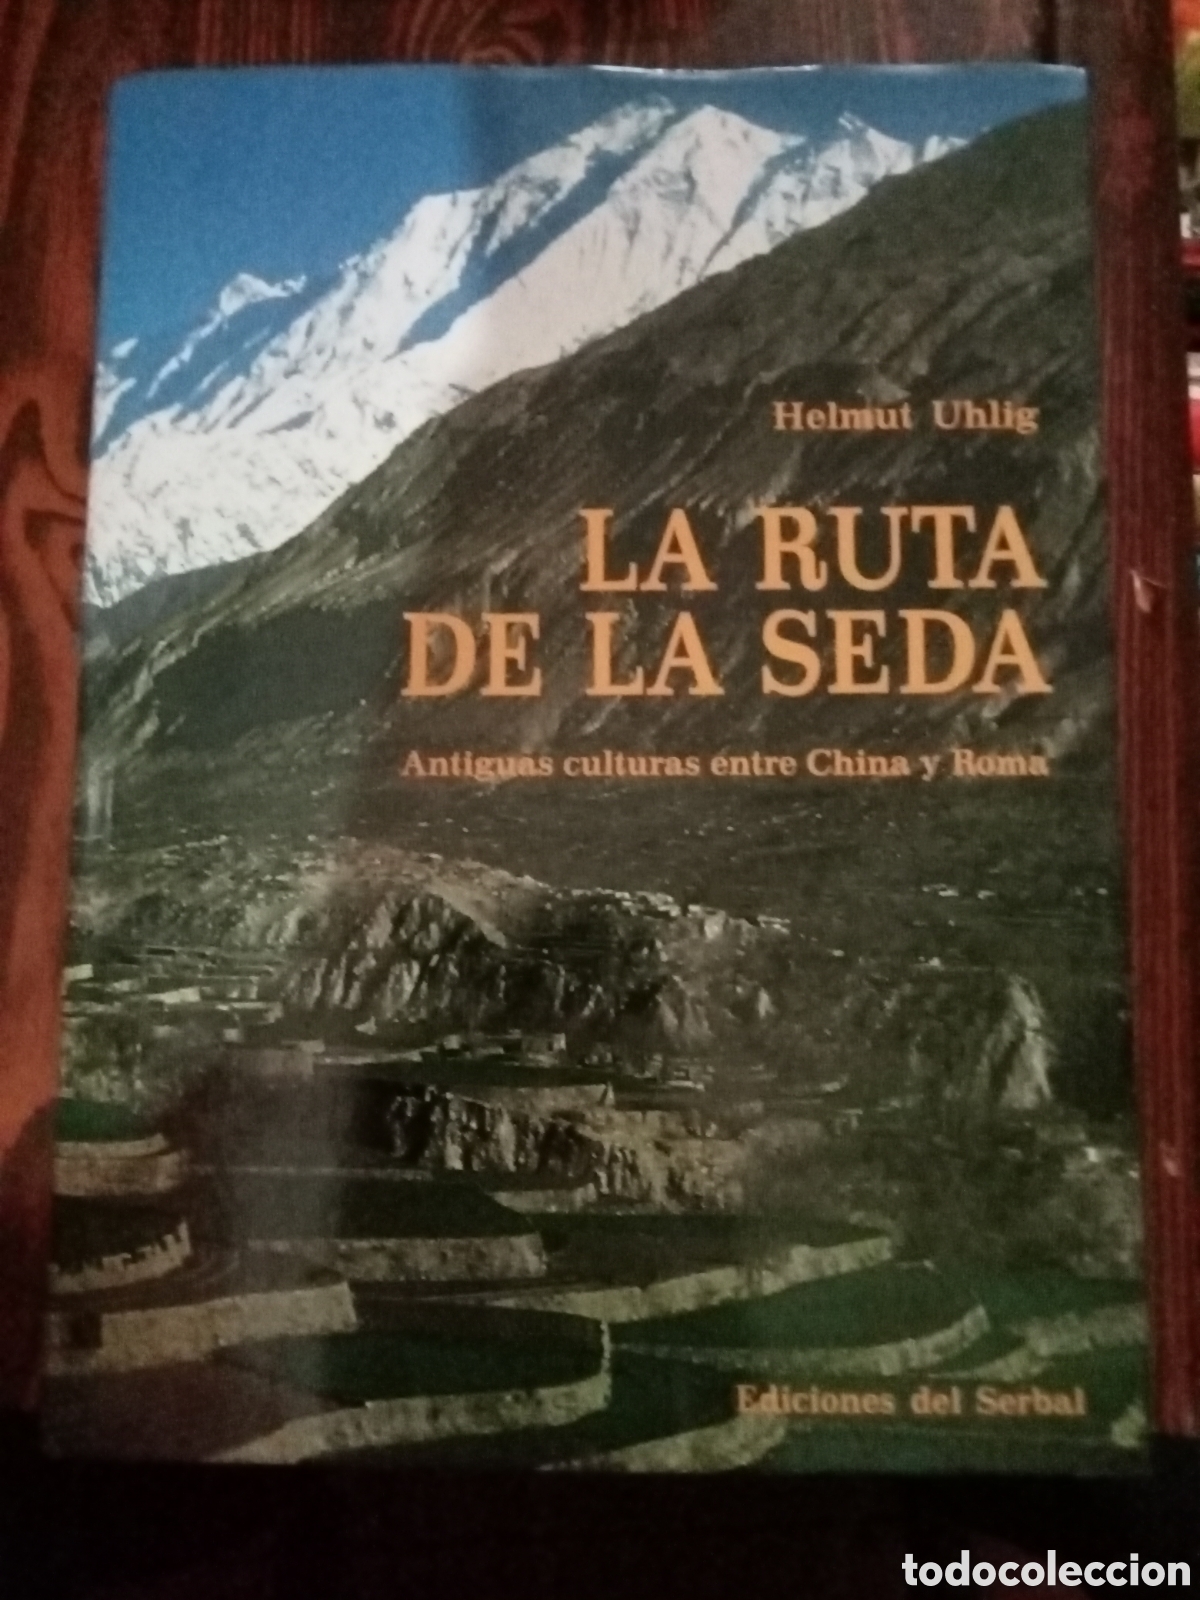 Helmut Uhlig
LA RUTA
DE LA SEDA
Antiguas culturas entre China y Roma
Ediciones del Serbal
todocoleccion